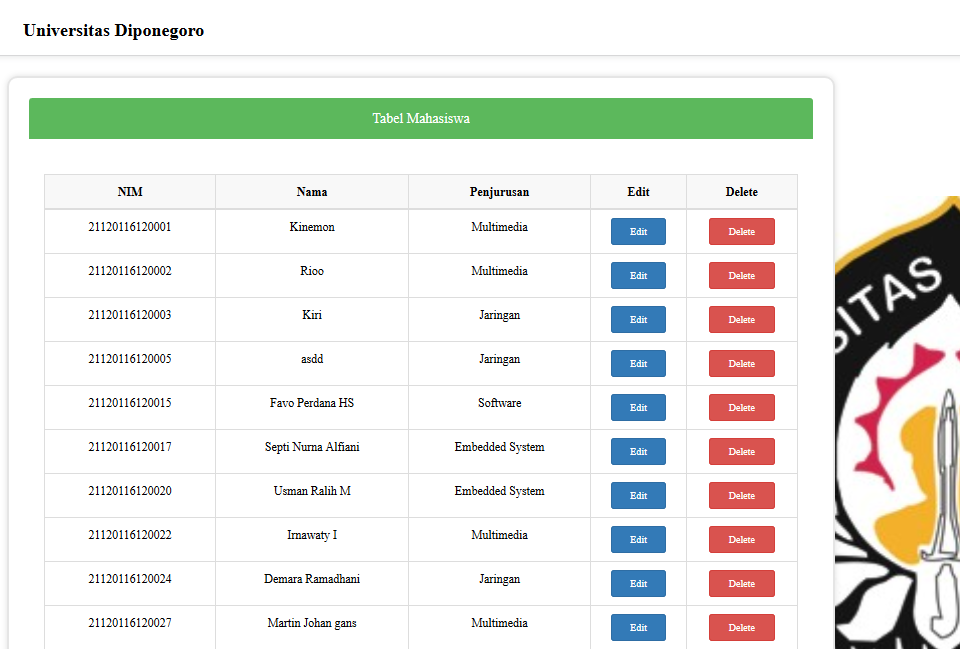 Universitas Diponegoro
Tabel Mahasiswa
NIM Nama Penjurusan Edit Delete
21120116120001 Kinemon Multimedia Edit Delete
21120116120002 Rioo Multimedia Edit Delete
21120116120003 Kiri Jaringan Edit Delete
21120116120005 asdd Jaringan Edit Delete
21120116120015 Favo Perdana HS Software Edit Delete
21120116120017 Septi Nurna Alfiani Embedded System Edit Delete
21120116120020 Usman Ralih M Embedded System Edit Delete
21120116120022 Irnawaty I Multimedia Edit Delete
21120116120024 Demara Ramadhani Jaringan Edit Delete
21120116120027 Martin Johan gans Multimedia Edit Delete
SITAS